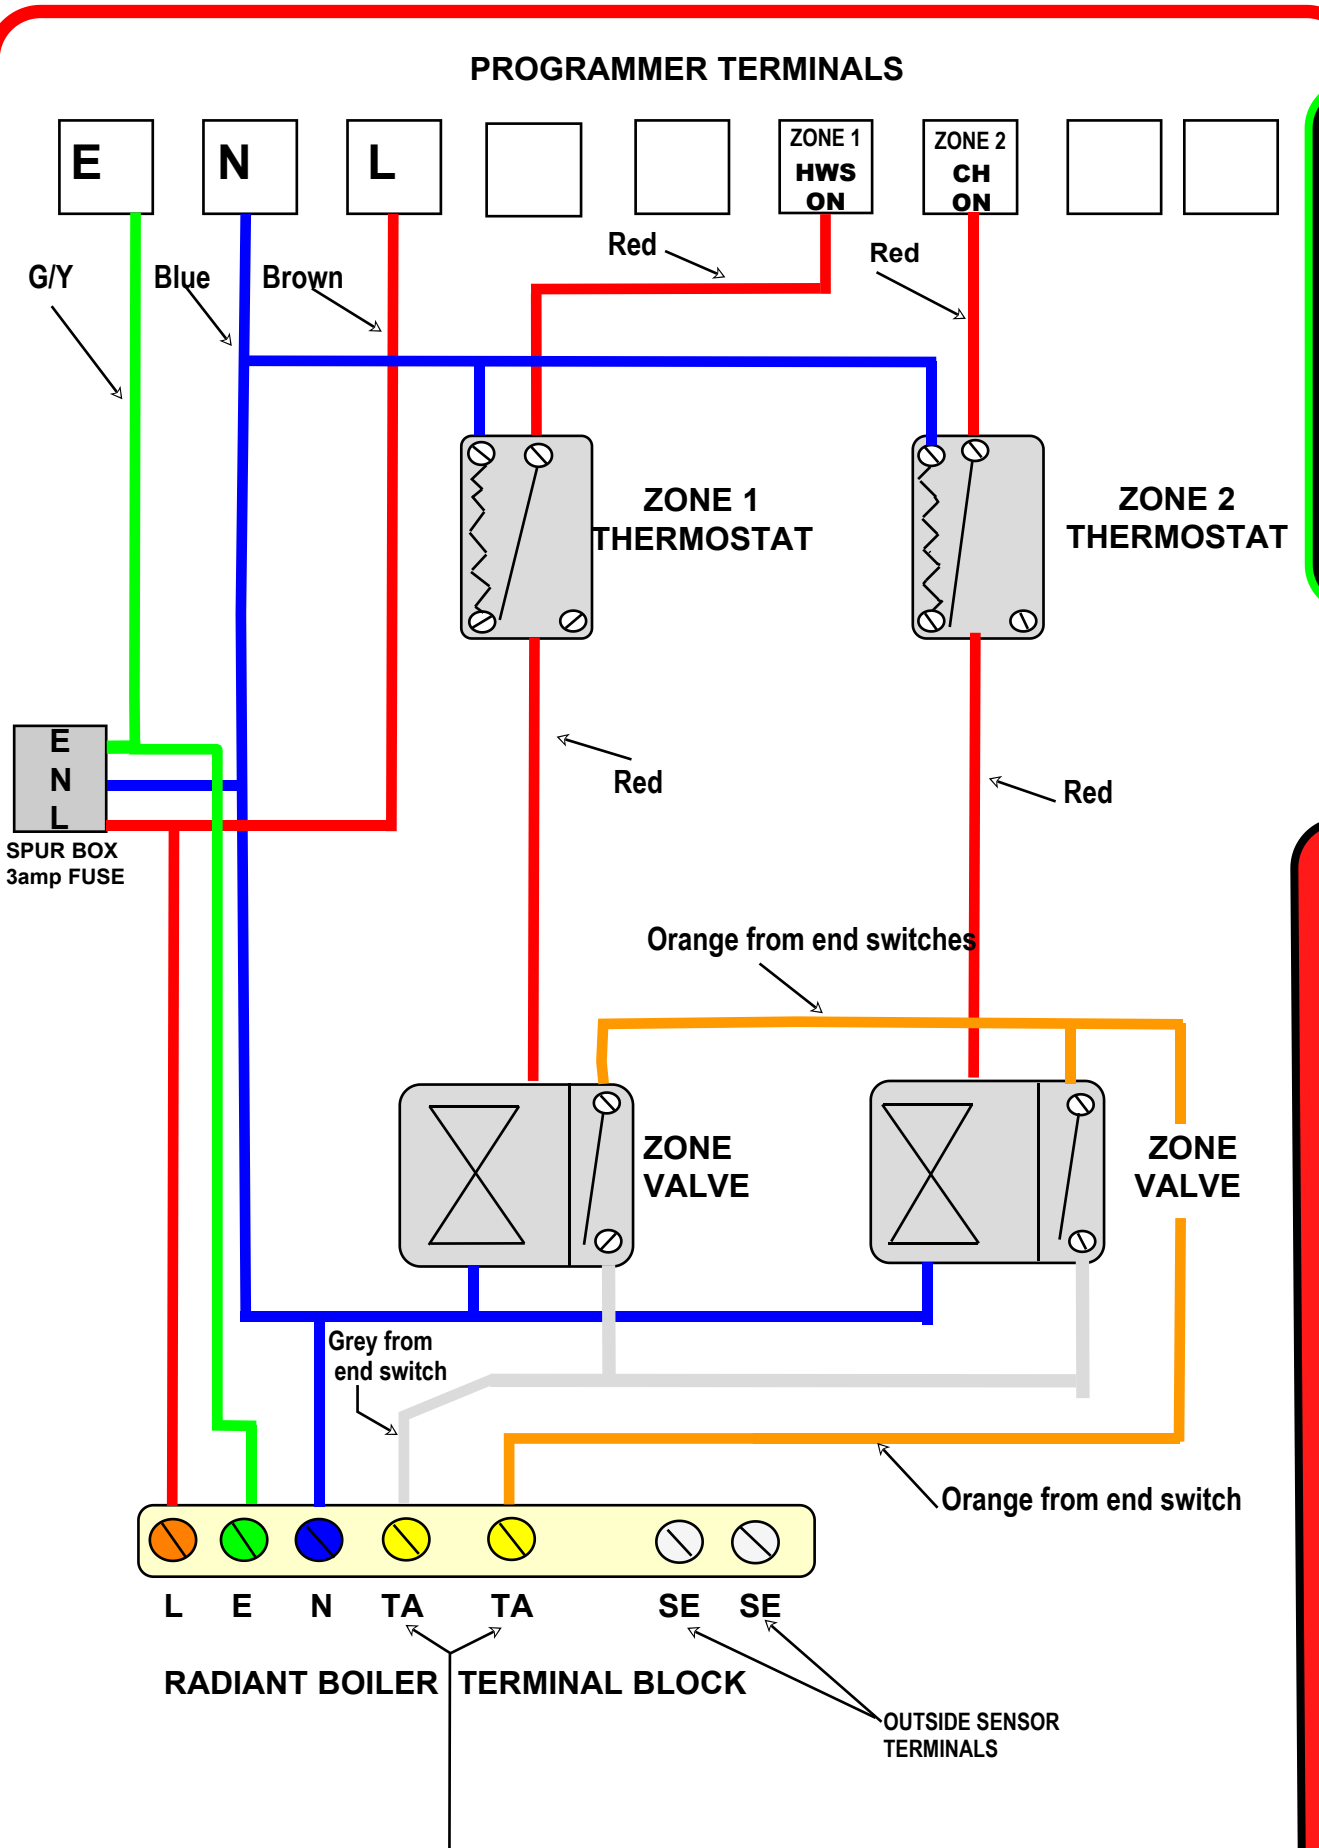 PROGRAMMER TERMINALS
E
N
L
ZONE 1
HWS
ON
ZONE 2
CH
ON
Red
Red
G/Y
Blue
Brown
ZONE 1
THERMOSTAT
ZONE 2
THERMOSTAT
E
N
L
SPUR BOX
3amp FUSE
Red
Red
Orange from end switches
ZONE
VALVE
ZONE
VALVE
Grey from
end switch
Orange from end switch
L E N TA TA SE SE
RADIANT BOILER TERMINAL BLOCK
OUTSIDE SENSOR
TERMINALS